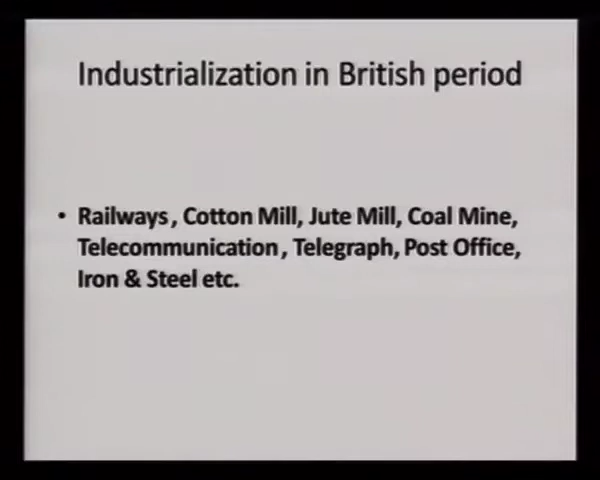 Industrialization in British period
• Railways, Cotton Mill, Jute Mill, Coal Mine,
Telecommunication, Telegraph, Post Office,
Iron & Steel etc.